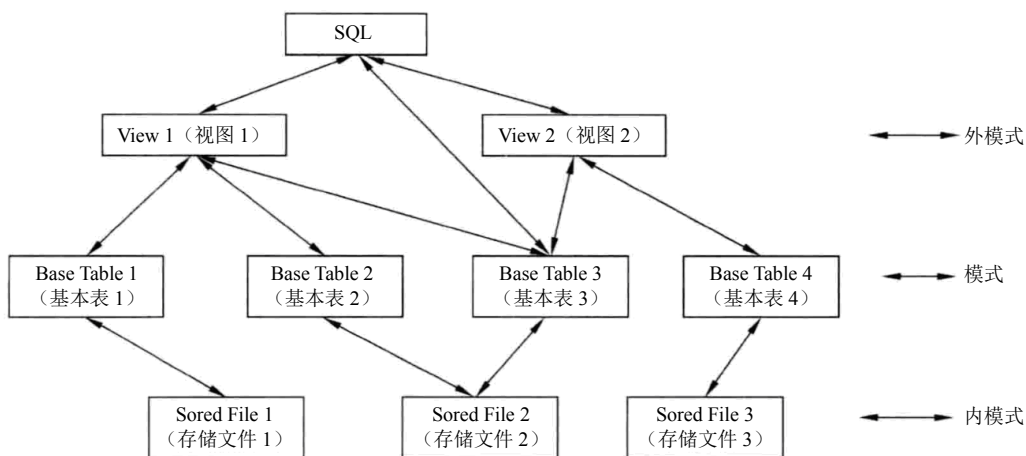 SQL
View 1（视图 1）
View 2（视图 2）
外模式
Base Table 1
（基本表 1）
Base Table 2
（基本表 2）
Base Table 3
（基本表 3）
Base Table 4
（基本表 4）
模式
Sored File 1
（存储文件 1）
Sored File 2
（存储文件 2）
Sored File 3
（存储文件 3）
内模式